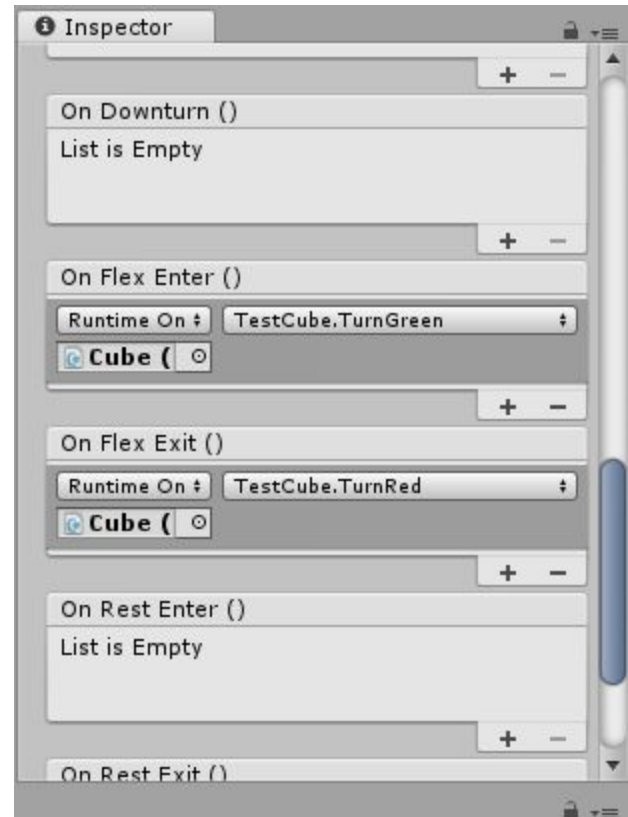 Inspector
On Downturn ()
List is Empty
On Flex Enter ()
Runtime On TestCube.TurnGreen
Cube (
On Flex Exit ()
Runtime On TestCube.TurnRed
Cube (
On Rest Enter ()
List is Empty
On Rest Exit ()